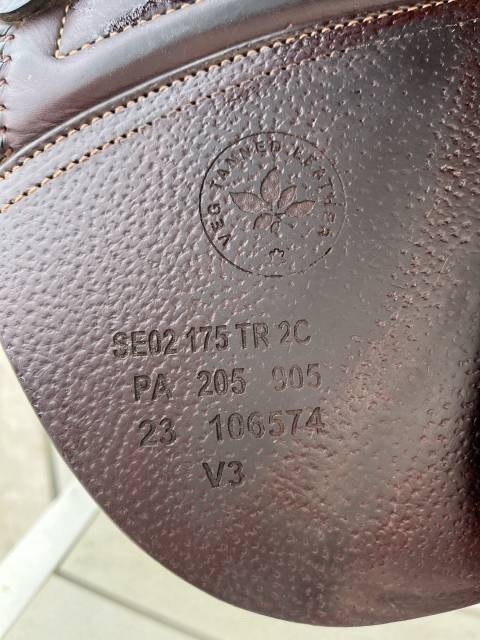 VEG TANNED LEATHER
SE02 175 TR 2C
PA 205 905
23 106574
V3